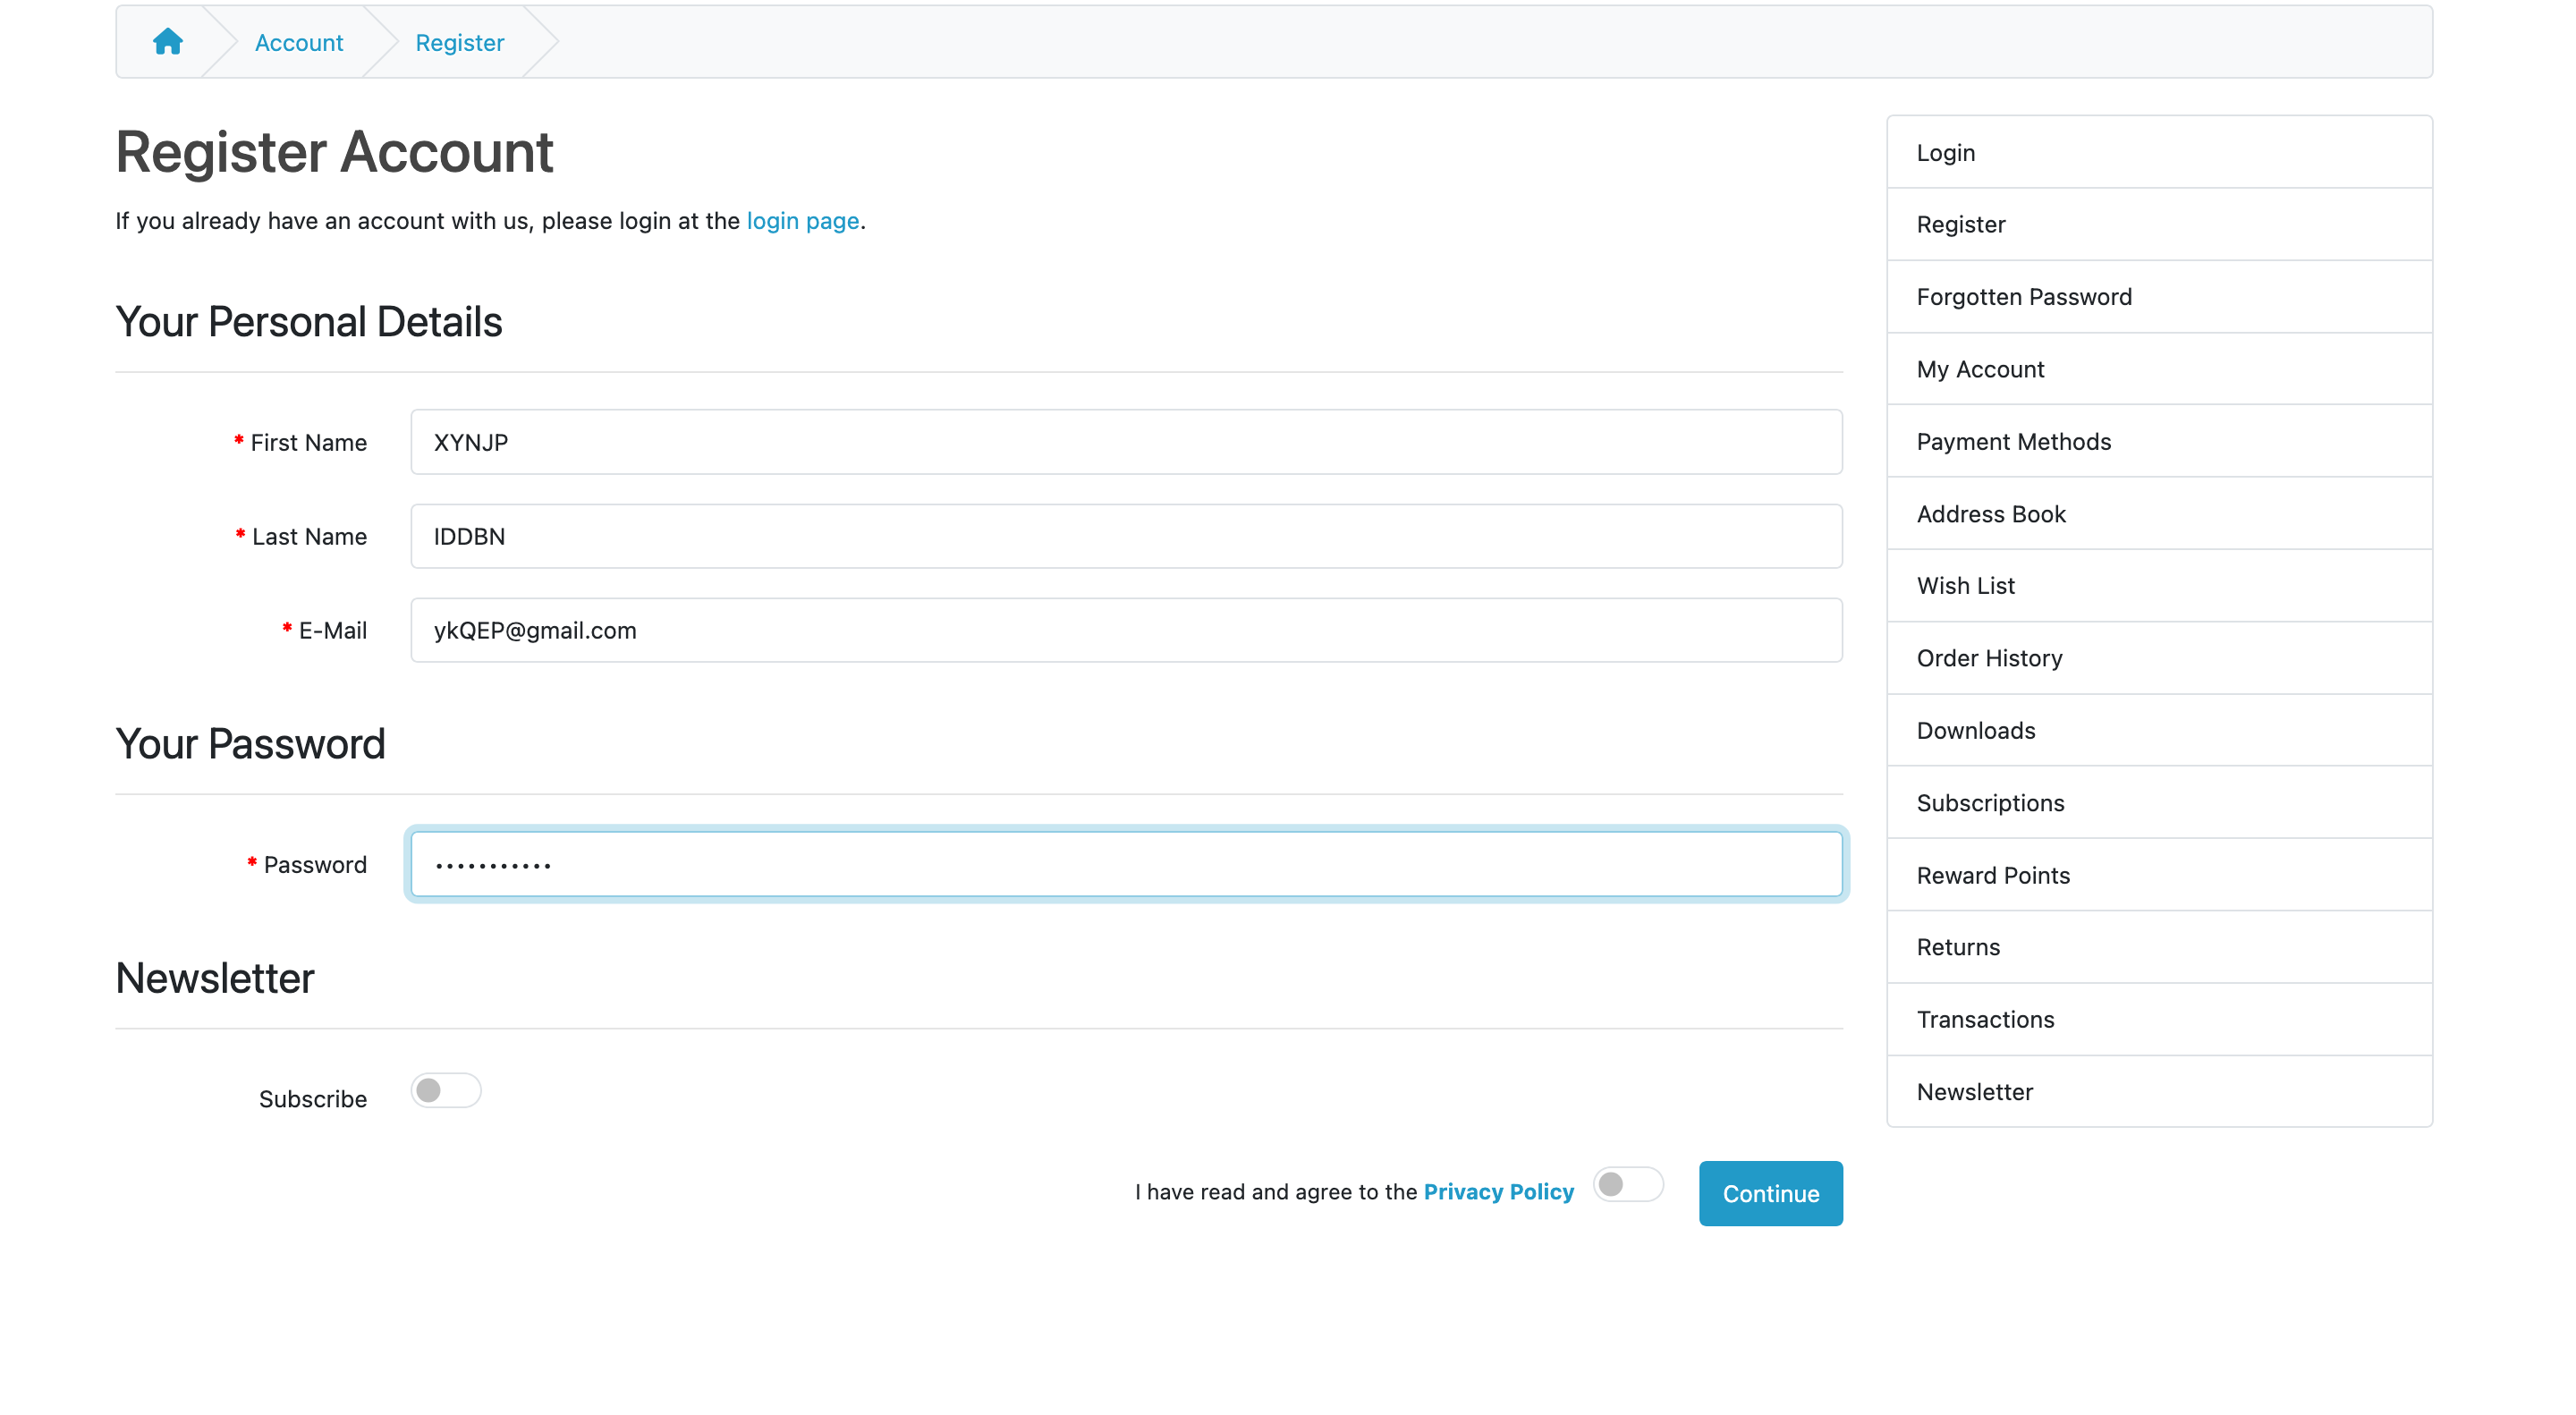 Account
Register
Register Account
If you already have an account with us, please login at the login page.
Your Personal Details
* First Name
XYNJP
* Last Name
IDDBN
* E-Mail
ykQEP@gmail.com
Your Password
* Password
•••••••••••
Newsletter
Subscribe
I have read and agree to the Privacy Policy
Continue
Login
Register
Forgotten Password
My Account
Payment Methods
Address Book
Wish List
Order History
Downloads
Subscriptions
Reward Points
Returns
Transactions
Newsletter